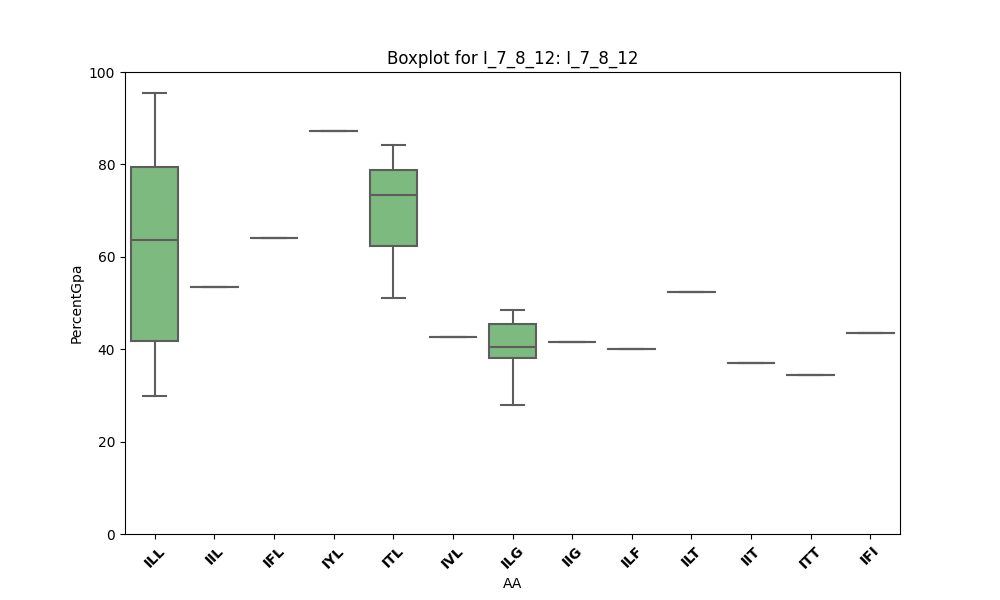 Boxplot for I_7_8_12: I_7_8_12
PercentGpa
100
80
60
40
20
0
ILL
IIL
IFL
IYL
ITL
IVL
ILG
IIG
ILF
ILT
IIT
ITT
IFI
AA